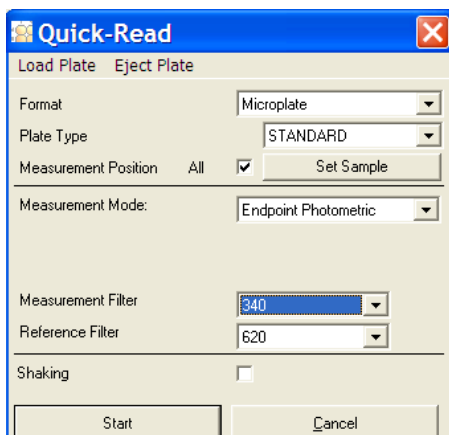 Quick-Read
Load Plate Eject Plate
Format Microplate
Plate Type STANDARD
Measurement Position All Set Sample
Measurement Mode: Endpoint Photometric
Measurement Filter 340
Reference Filter 620
Shaking
Start Cancel